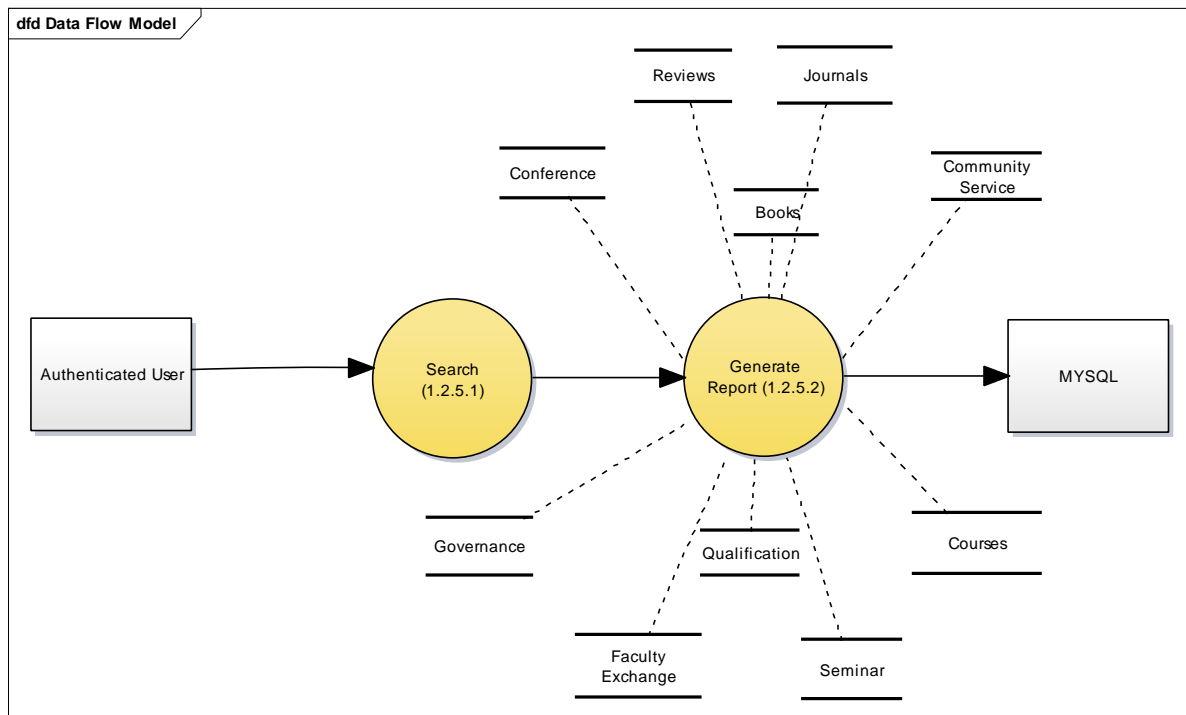 dfd Data Flow Model
Reviews
Journals
Conference
Community
Service
Books
Authenticated User
Search
(1.2.5.1)
Generate
Report (1.2.5.2)
MYSQL
Governance
Qualification
Courses
Faculty
Exchange
Seminar